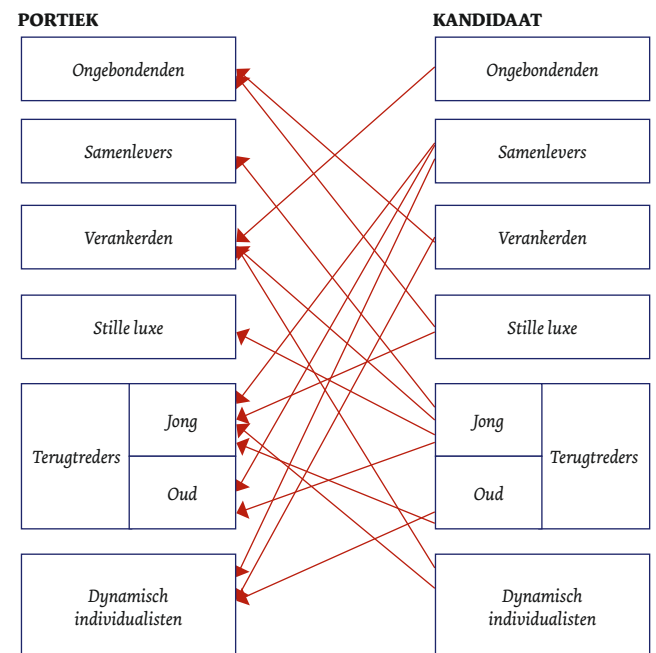 PORTIEK
KANDIDAAT
Ongebondenden
Ongebondenden
Samenlevers
Samenlevers
Verankerden
Verankerden
Stille luxe
Stille luxe
Terugtreders
Jong
Oud
Jong
Oud
Terugtreders
Dynamisch
individualisten
Dynamisch
individualisten